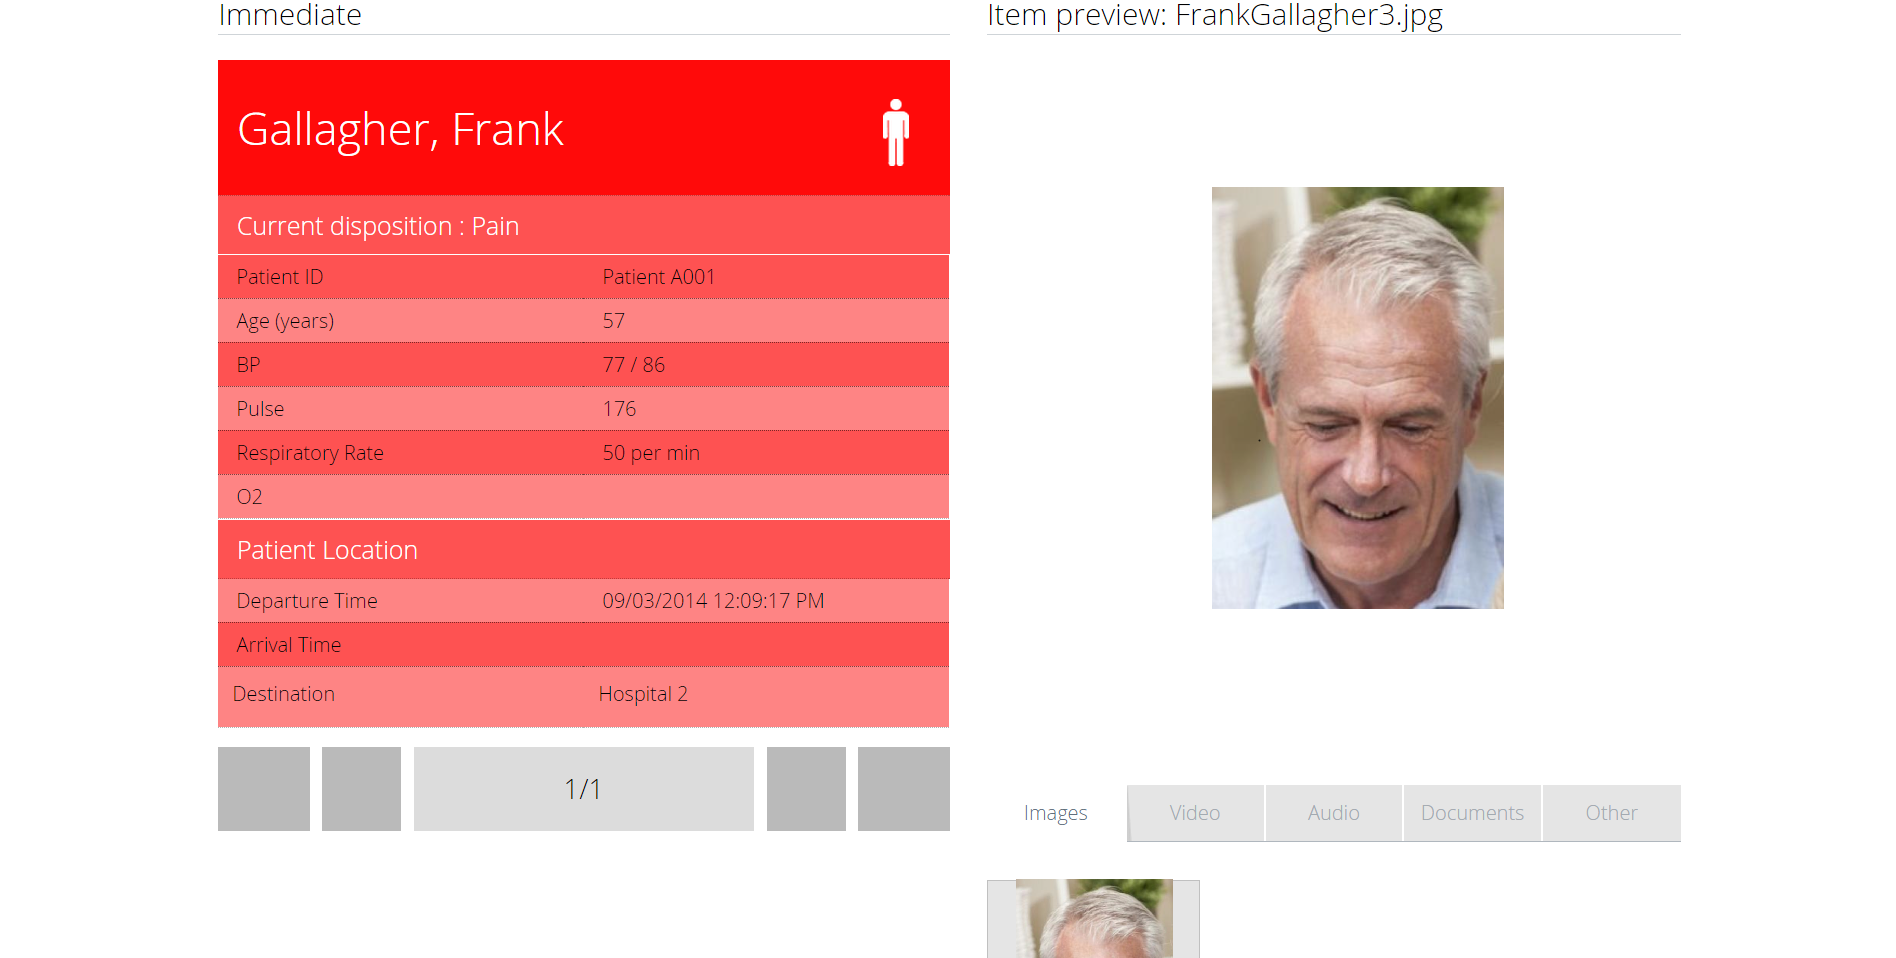 Immediate
Item preview: FrankGallagher3.jpg
Gallagher, Frank
Current disposition : Pain
Patient ID Patient A001
Age (years) 57
BP 77 / 86
Pulse 176
Respiratory Rate 50 per min
O2
Patient Location
Departure Time 09/03/2014 12:09:17 PM
Arrival Time
Destination Hospital 2
1/1
Images Video Audio Documents Other